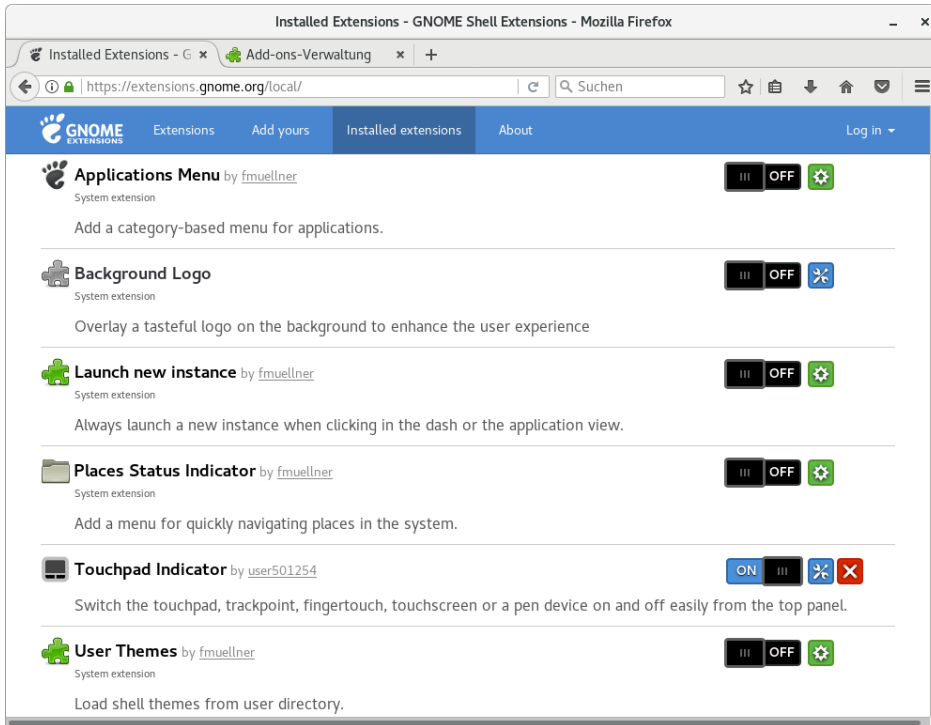 Installed Extensions - GNOME Shell Extensions - Mozilla Firefox
Installed Extensions - G
Add-ons-Verwaltung
https://extensions.gnome.org/local/
Suchen
GNOME EXTENSIONS
Extensions
Add yours
Installed extensions
About
Log in
Applications Menu by fmuellner
OFF
System extension
Add a category-based menu for applications.
Background Logo
OFF
System extension
Overlay a tasteful logo on the background to enhance the user experience
Launch new instance by fmuellner
OFF
System extension
Always launch a new instance when clicking in the dash or the application view.
Places Status Indicator by fmuellner
OFF
System extension
Add a menu for quickly navigating places in the system.
Touchpad Indicator by user501254
ON
Switch the touchpad, trackpoint, fingertouch, touchscreen or a pen device on and off easily from the top panel.
User Themes by fmuellner
OFF
System extension
Load shell themes from user directory.